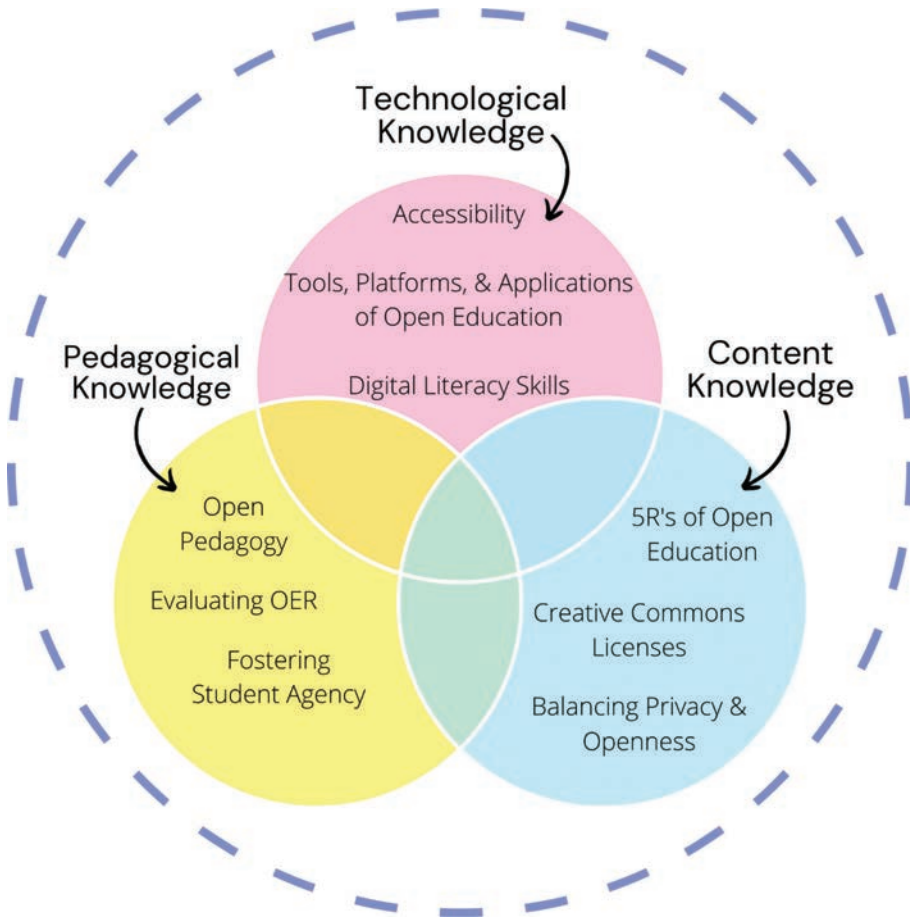 Technological
Knowledge
Accessibility
Tools, Platforms, & Applications
of Open Education
Digital Literacy Skills
Pedagogical
Knowledge
Open
Pedagogy
Evaluating OER
Fostering
Student Agency
Content
Knowledge
5R's of Open
Education
Creative Commons
Licenses
Balancing Privacy &
Openness